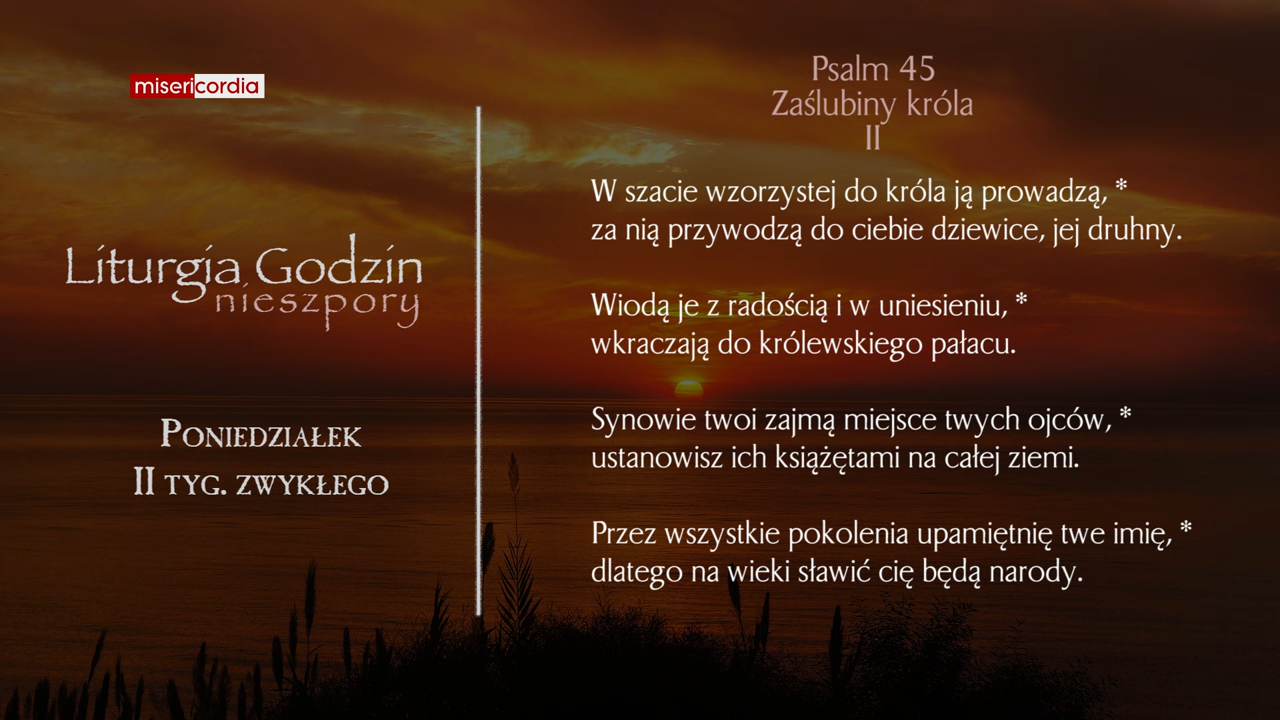 misericordia
Liturgia Godzin
nieszpory
Poniedziałek
II tyg. zwykłego
Psalm 45
Zaślubiny króla
II
W szacie wzorzystej do króla ją prowadzą, *
za nią przywodzą do ciebie dziewice, jej druhny.
Wiodą je z radością i w uniesieniu, *
wkraczają do królewskiego pałacu.
Synowie twoi zajmą miejsce twych ojców, *
ustanowisz ich książętami na całej ziemi.
Przez wszystkie pokolenia upamiętnię twe imię, *
dlatego na wieki sławić cię będą narody.